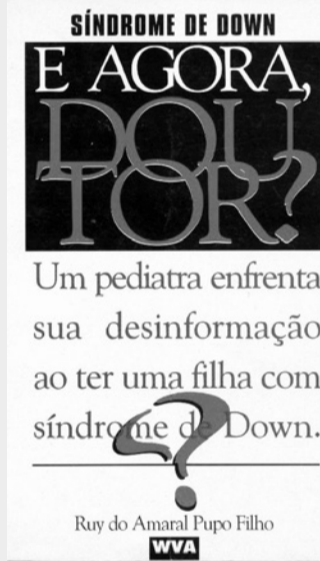 SÍNDROME DE DOWN
E AGORA,
DOU
TOR?
Um pediatra enfrenta
sua desinformação
ao ter uma filha com
síndrome de Down.
?
Ruy do Amaral Pupo Filho
WVA